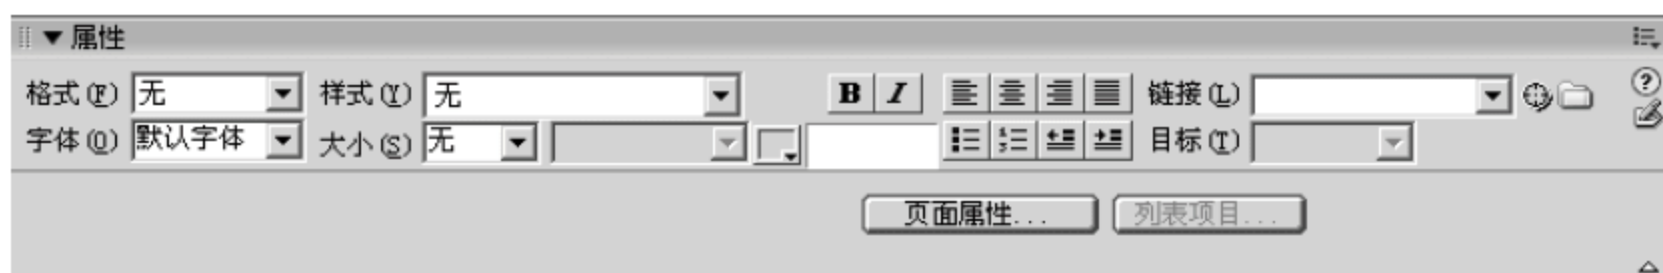 属性
格式(F) 无 样式(Y) 无 B I 链接(L)
字体(O) 默认字体 大小(S) 无 目标(T)
页面属性... 列表项目...